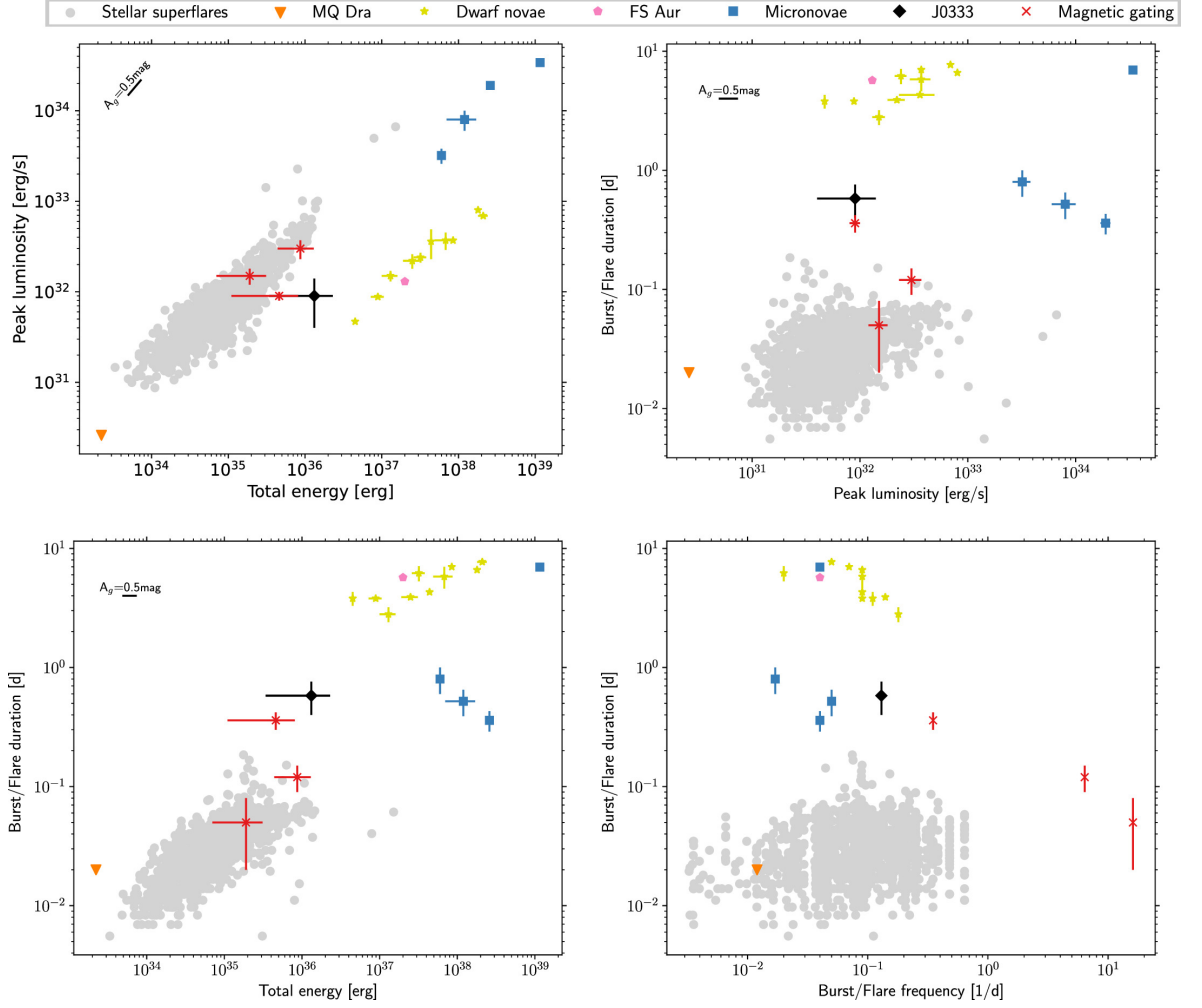 Stellar superflares MQ Dra Dwarf novae FS Aur Micronovae J0333 Magnetic gating
A_g=0.5mag
10^34
10^33
10^32
10^31
Peak luminosity [erg/s]
10^34 10^35 10^36 10^37 10^38 10^39
Total energy [erg]
A_g=0.5mag
10^1
10^0
10^-1
10^-2
Burst/Flare duration [d]
10^31 10^32 10^33 10^34
Peak luminosity [erg/s]
A_g=0.5mag
10^1
10^0
10^-1
10^-2
Burst/Flare duration [d]
10^34 10^35 10^36 10^37 10^38 10^39
Total energy [erg]
10^1
10^0
10^-1
10^-2
Burst/Flare duration [d]
10^-2 10^-1 10^0 10^1
Burst/Flare frequency [1/d]